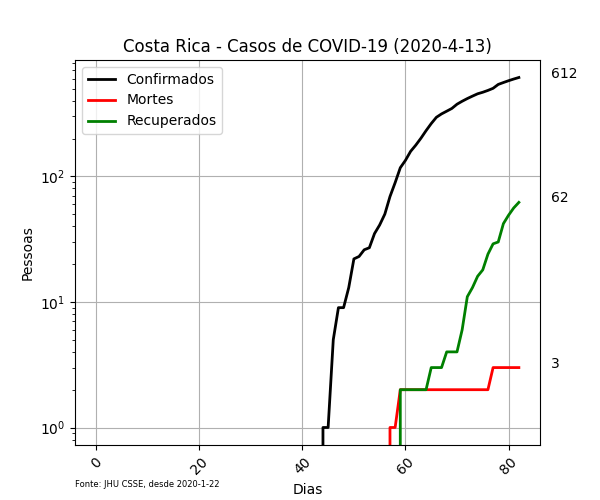 Costa Rica - Casos de COVID-19 (2020-4-13)
Confirmados
Mortes
Recuperados
612
62
3
Pessoas
10²
10¹
10⁰
0
20
40
60
80
Dias
Fonte: JHU CSSE, desde 2020-1-22